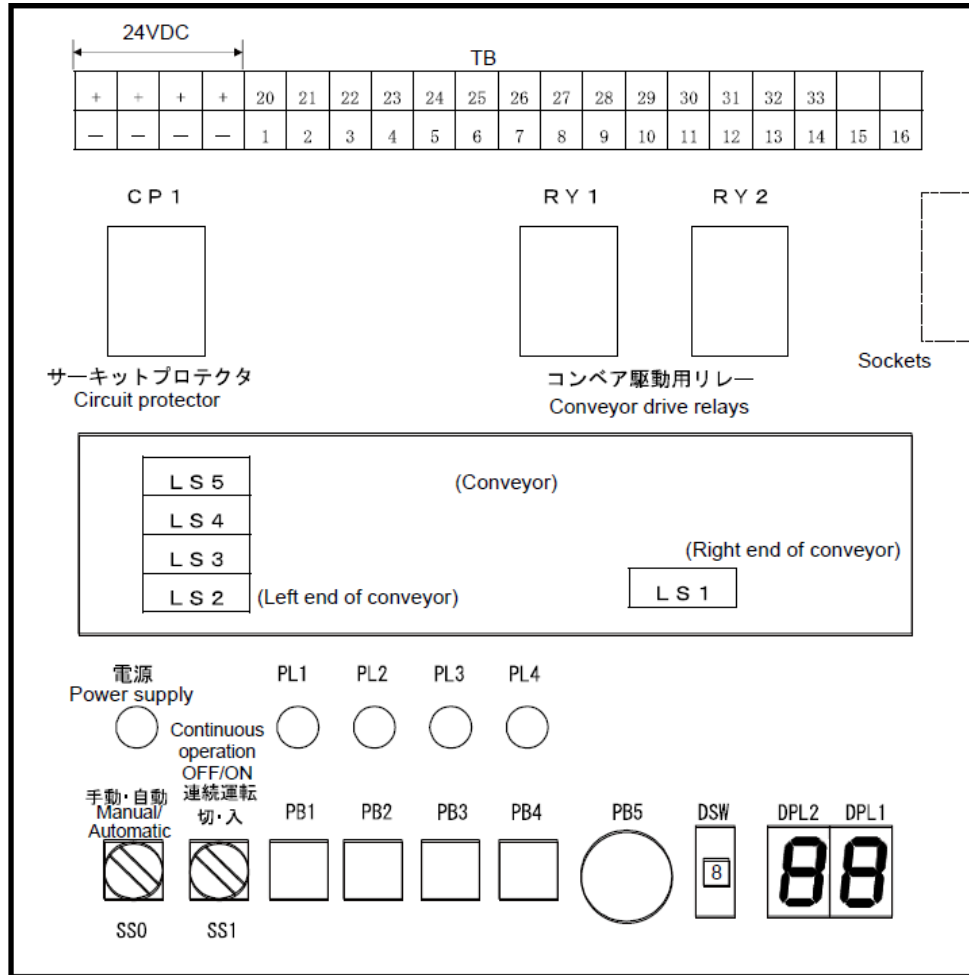 24VDC
TB
+ + + + 20 21 22 23 24 25 26 27 28 29 30 31 32 33
— — — — 1 2 3 4 5 6 7 8 9 10 11 12 13 14 15 16
CP1 RY1 RY2
Sockets
サーキットプロテクタ コンベア駆動用リレー
Circuit protector Conveyor drive relays
LS5 (Conveyor)
LS4
LS3 (Right end of conveyor)
LS2 (Left end of conveyor) LS1
電源 PL1 PL2 PL3 PL4
Power supply
Continuous
operation
OFF/ON
手動・自動 連続運転
Manual/ 切・入 PB1 PB2 PB3 PB4 PB5 DSW DPL2 DPL1
Automatic
8 8 8
SS0 SS1